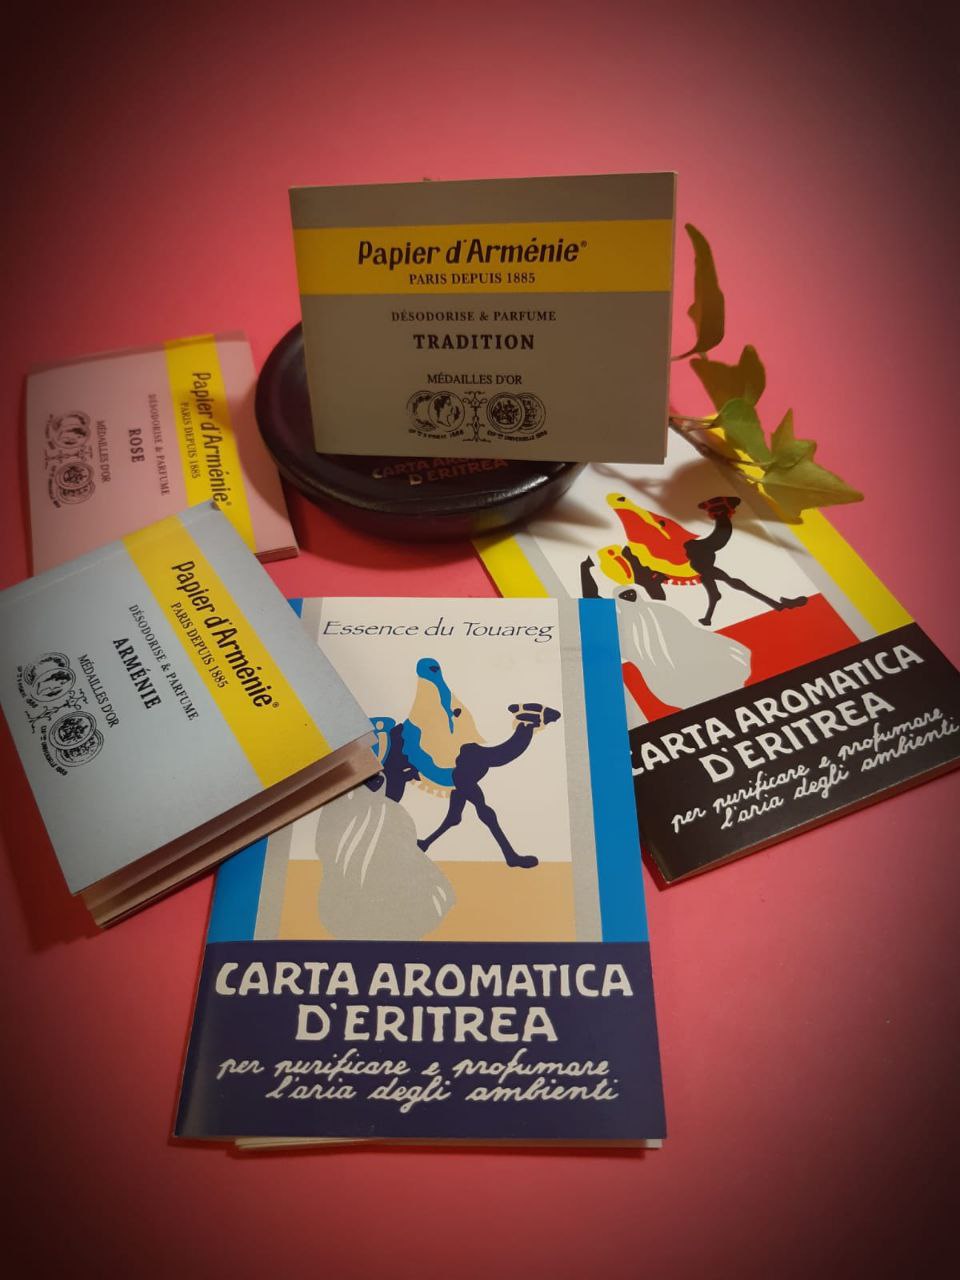 Papier d'Arménie®
PARIS DEPUIS 1885
DÉSODORISE & PARFUME
TRADITION
MÉDAILLES D'OR
CARTA AROMATICA
D'ERITREA
Papier d'Arménie®
PARIS DEPUIS 1885
DÉSODORISE & PARFUME
ROSE
MÉDAILLES D'OR
Papier d'Arménie®
PARIS DEPUIS 1885
DÉSODORISE & PARFUME
ARMÉNIE
MÉDAILLES D'OR
CARTA AROMATICA
D'ERITREA
per purificare e profumare
l'aria degli ambienti
Essence du Touareg
CARTA AROMATICA
D'ERITREA
per purificare e profumare
l'aria degli ambienti